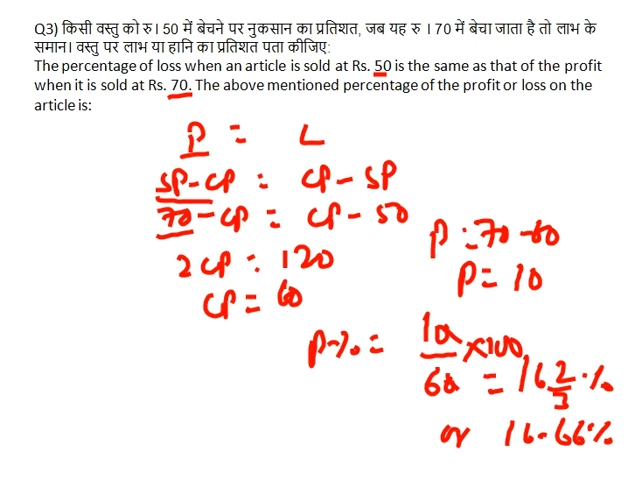 Q3) किसी वस्तु को रु। 50 में बेचने पर नुकसान का प्रतिशत, जब यह रु । 70 में बेचा जाता है तो लाभ के
समान। वस्तु पर लाभ या हानि का प्रतिशत पता कीजिए:
The percentage of loss when an article is sold at Rs. 50 is the same as that of the profit
when it is sold at Rs. 70. The above mentioned percentage of the profit or loss on the
article is:
P = L
SP-CP = CP-SP
70-CP = CP-50
2CP = 120
CP = 60
P = 70-60
P = 10
P% = 10/60 ×100 = 16 2/3 %
or 16.66%